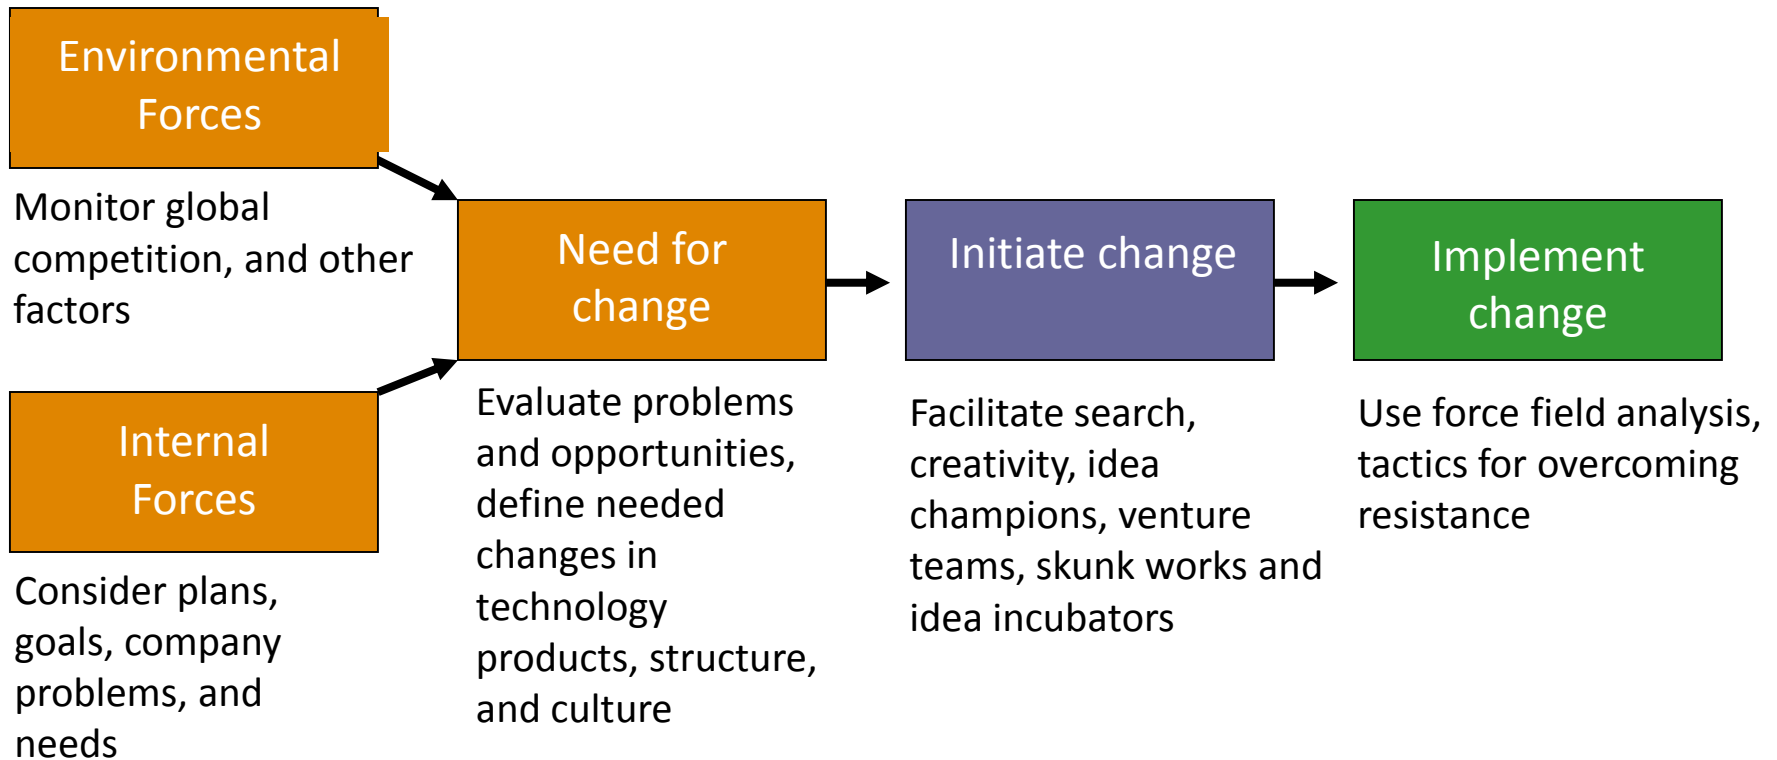 Environmental
Forces
Monitor global
competition, and other
factors
Internal
Forces
Consider plans,
goals, company
problems, and
needs
Need for
change
Evaluate problems
and opportunities,
define needed
changes in
technology
products, structure,
and culture
Initiate change
Facilitate search,
creativity, idea
champions, venture
teams, skunk works and
idea incubators
Implement
change
Use force field analysis,
tactics for overcoming
resistance